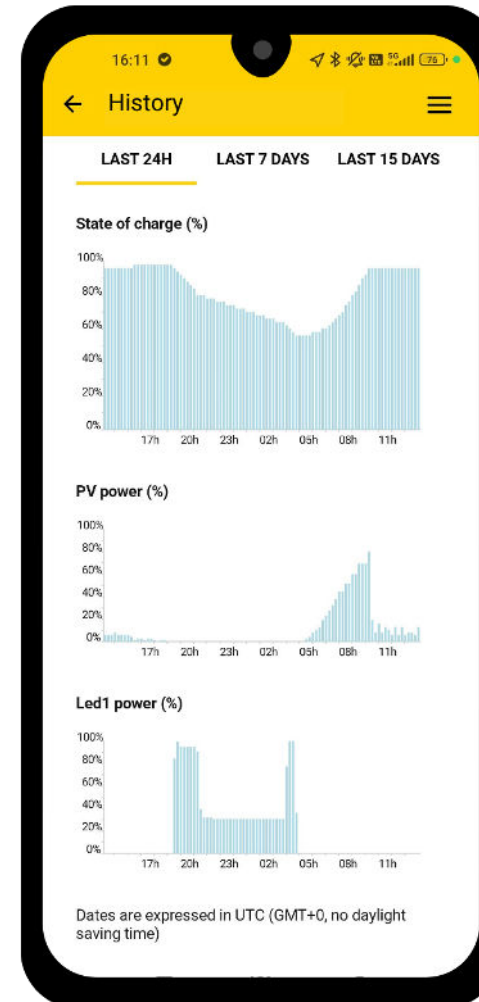 16:11
5G
76
History
LAST 24H LAST 7 DAYS LAST 15 DAYS
State of charge (%)
100%
80%
60%
40%
20%
0%
17h 20h 23h 02h 05h 08h 11h
PV power (%)
100%
80%
60%
40%
20%
0%
17h 20h 23h 02h 05h 08h 11h
Led1 power (%)
100%
80%
60%
40%
20%
0%
17h 20h 23h 02h 05h 08h 11h
Dates are expressed in UTC (GMT+0, no daylight
saving time)